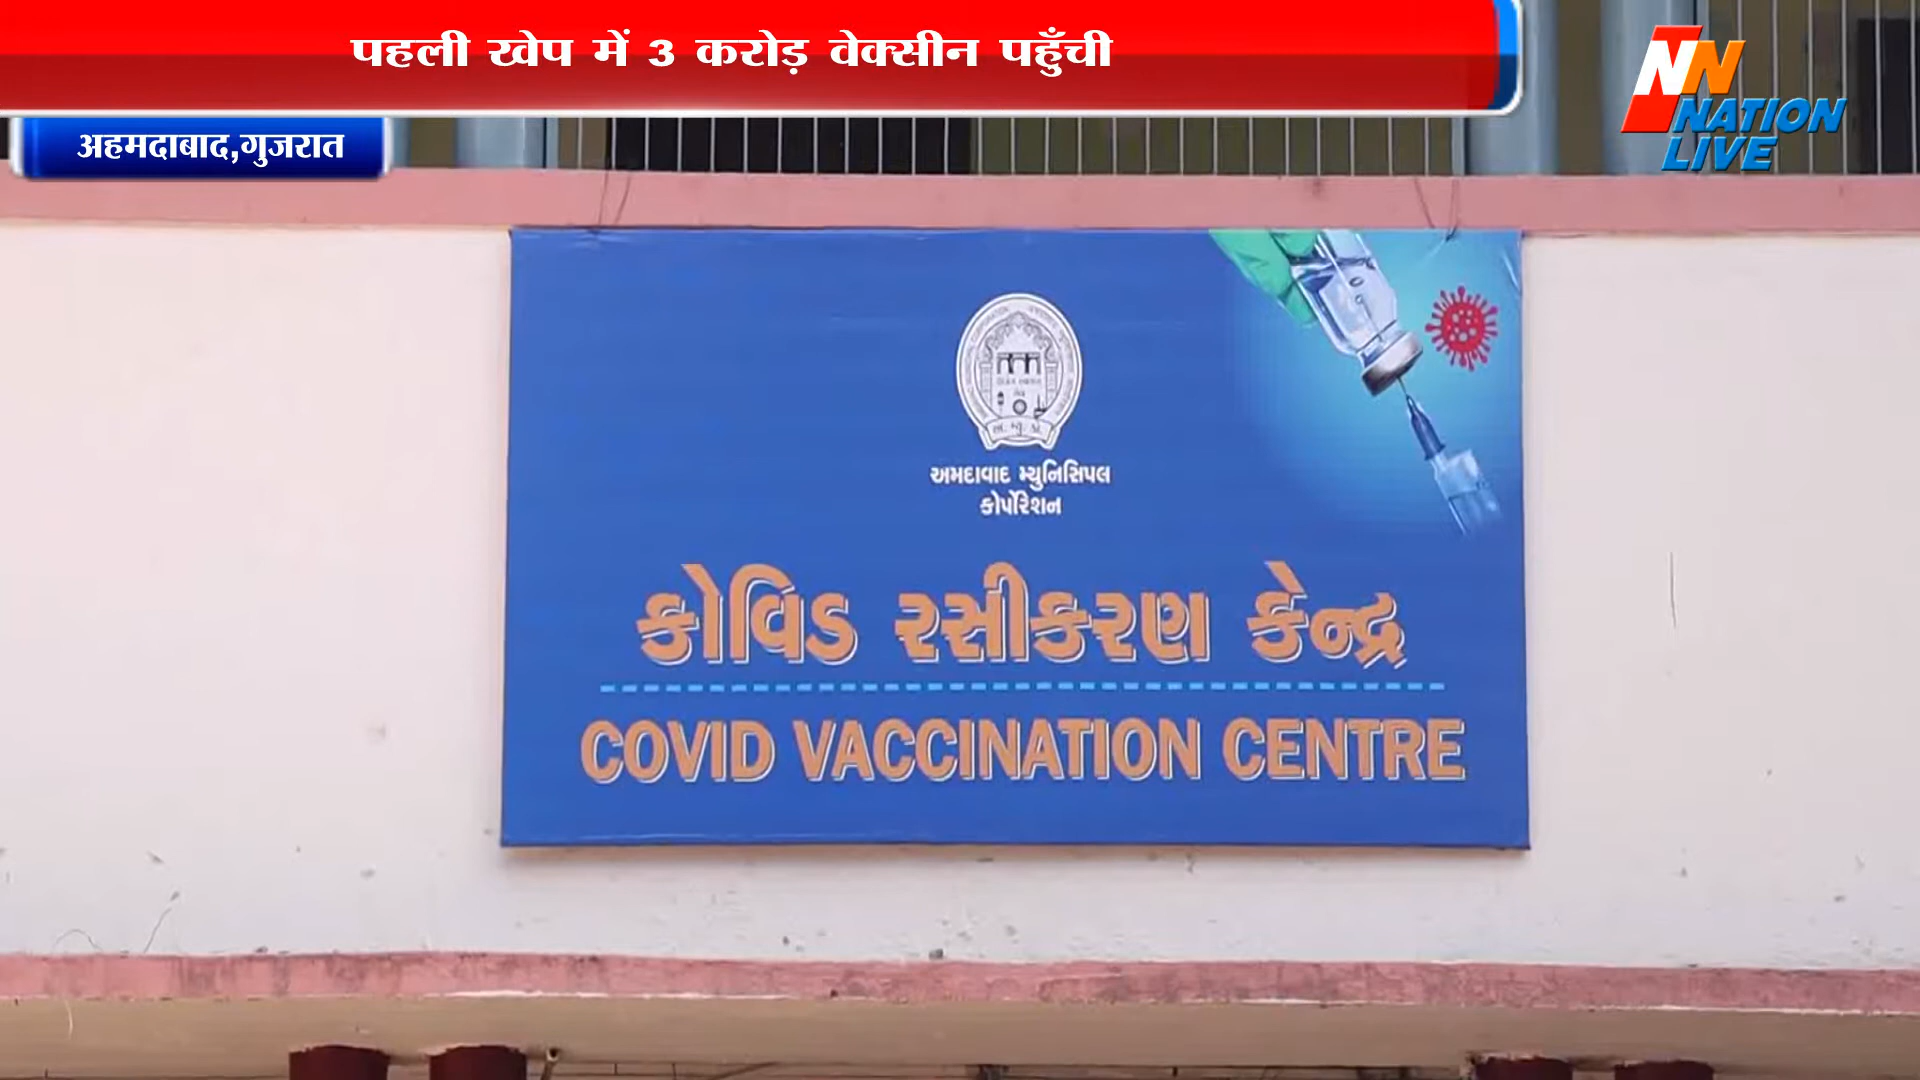 पहली खेप में 3 करोड़ वेक्सीन पहुँची
NN NATION
LIVE
अहमदाबाद,गुजरात
અમદાવાદ મ્યુનિસિપલ
કોર્પોરેશન
કોવિડ રસીકરણ કેન્દ્ર
COVID VACCINATION CENTRE